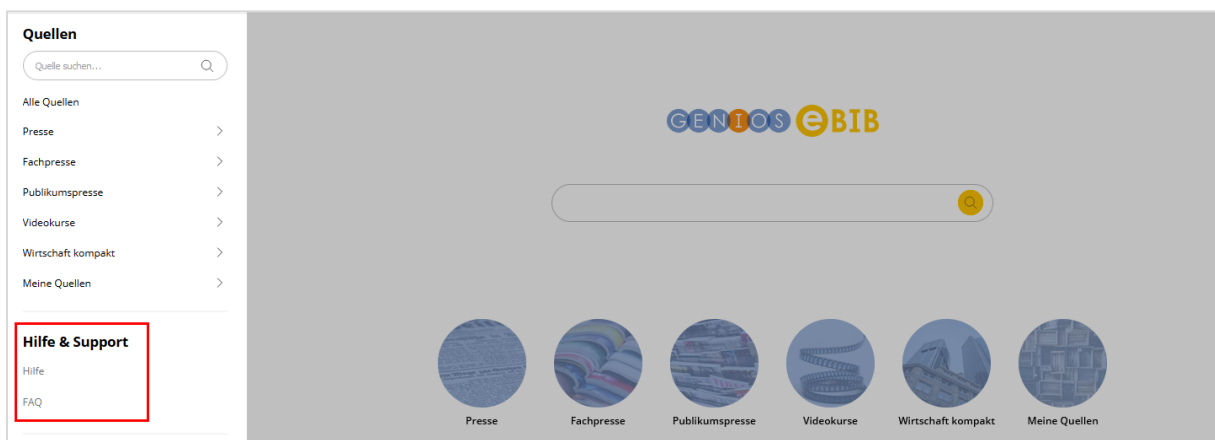 Quellen
Quelle suchen...
Alle Quellen
Presse
Fachpresse
Publikumspresse
Videokurse
Wirtschaft kompakt
Meine Quellen
Hilfe & Support
Hilfe
FAQ
GENIOS eBIB
Presse Fachpresse Publikumspresse Videokurse Wirtschaft kompakt Meine Quellen